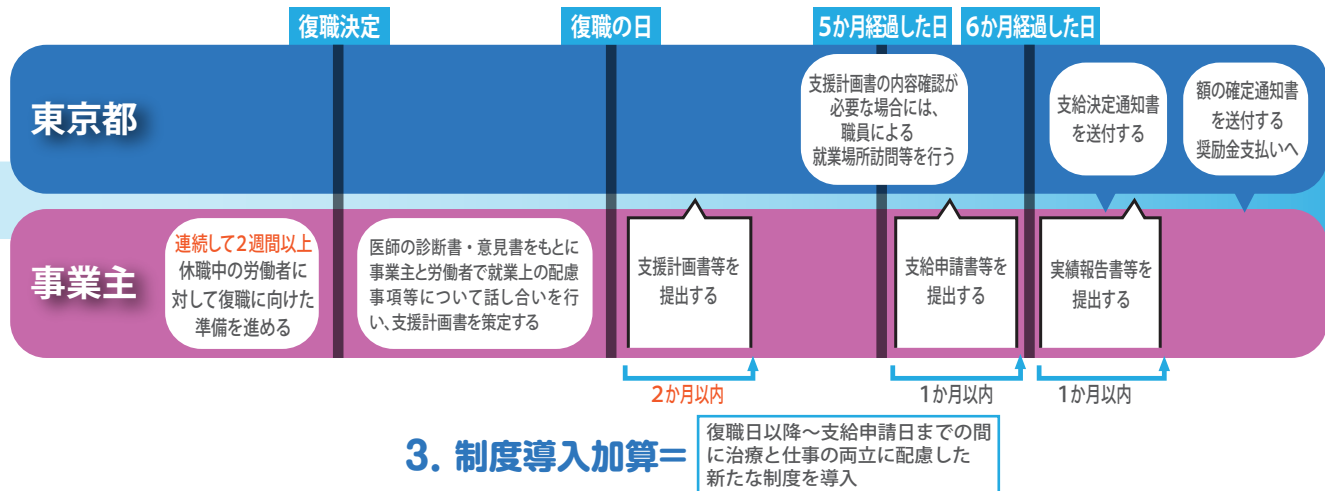 復職決定
復職の日
5か月経過した日
6か月経過した日
東京都
支援計画書の内容確認が
必要な場合には、
職員による
就業場所訪問等を行う
支給決定通知書
を送付する
額の確定通知書
を送付する
奨励金支払いへ
事業主
連続して2週間以上
休職中の労働者に
対して復職に向けた
準備を進める
医師の診断書・意見書をもとに
事業主と労働者で就業上の配慮
事項等について話し合いを行
い、支援計画書を策定する
支援計画書等を
提出する
支給申請書等を
提出する
実績報告書等を
提出する
2か月以内
1か月以内
1か月以内
3. 制度導入加算=
復職日以降～支給申請日までの間
に治療と仕事の両立に配慮した
新たな制度を導入